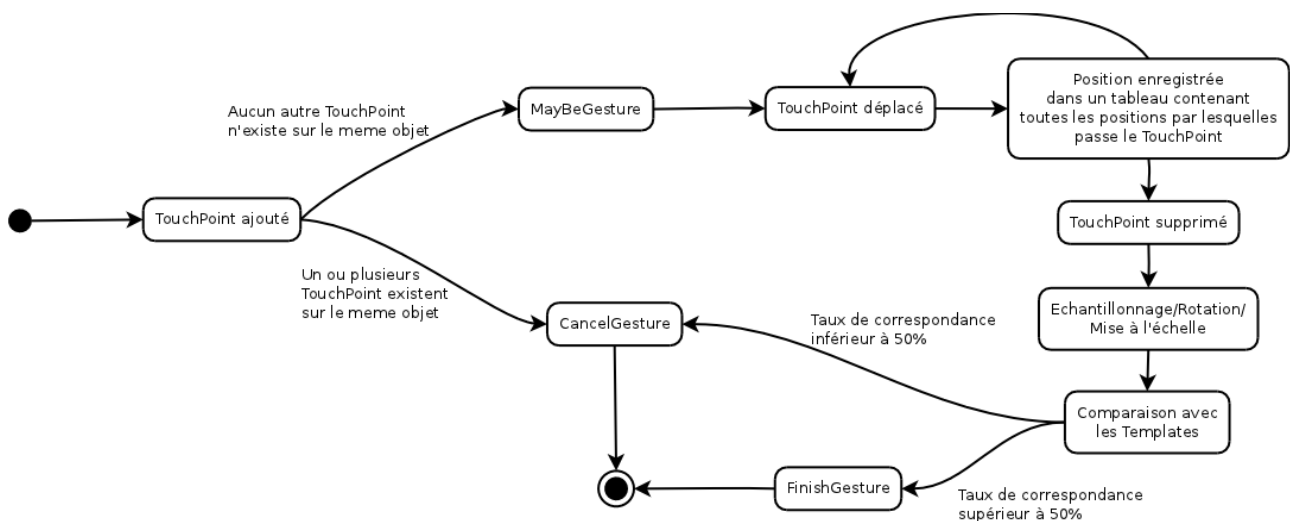 Aucun autre TouchPoint
n'existe sur le meme objet
MayBeGesture
TouchPoint déplacé
Position enregistrée
dans un tableau contenant
toutes les positions par lesquelles
passe le TouchPoint
TouchPoint ajouté
TouchPoint supprimé
Un ou plusieurs
TouchPoint existent
sur le meme objet
CancelGesture
Taux de correspondance
inférieur à 50%
Echantillonnage/Rotation/
Mise à l'échelle
Comparaison avec
les Templates
FinishGesture
Taux de correspondance
supérieur à 50%